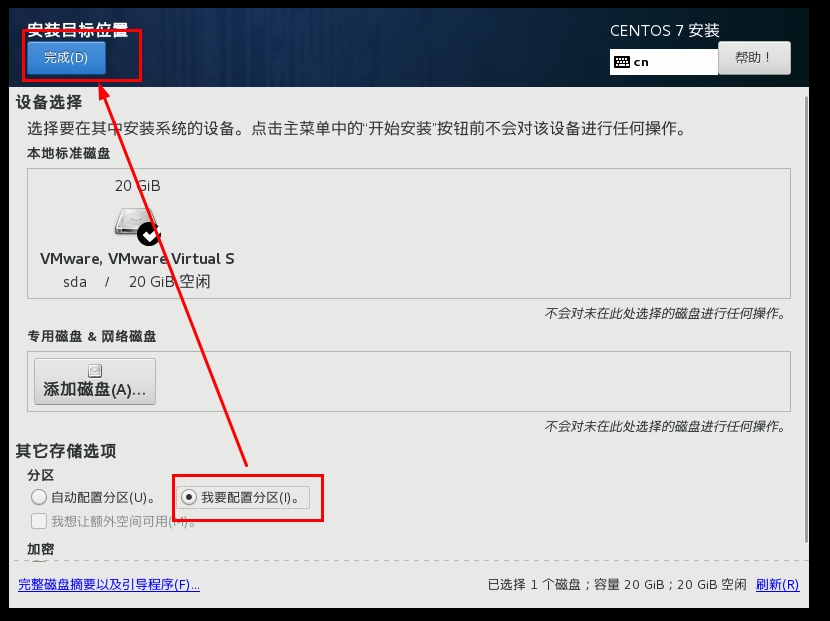 安装目标位置
完成(D)
CENTOS 7 安装
cn
帮助！
设备选择
选择要在其中安装系统的设备。点击主菜单中的“开始安装”按钮前不会对该设备进行任何操作。
本地标准磁盘
20 GiB
VMware, VMware Virtual S
sda / 20 GiB 空闲
不会对未在此处选择的磁盘进行任何操作。
专用磁盘 & 网络磁盘
添加磁盘(A)...
不会对未在此处选择的磁盘进行任何操作。
其它存储选项
分区
自动配置分区(U)。 我要配置分区(I)。
我想让额外空间可用(M)。
加密
完整磁盘摘要以及引导程序(F)... 已选择 1 个磁盘；容量 20 GiB；20 GiB 空闲 刷新(R)